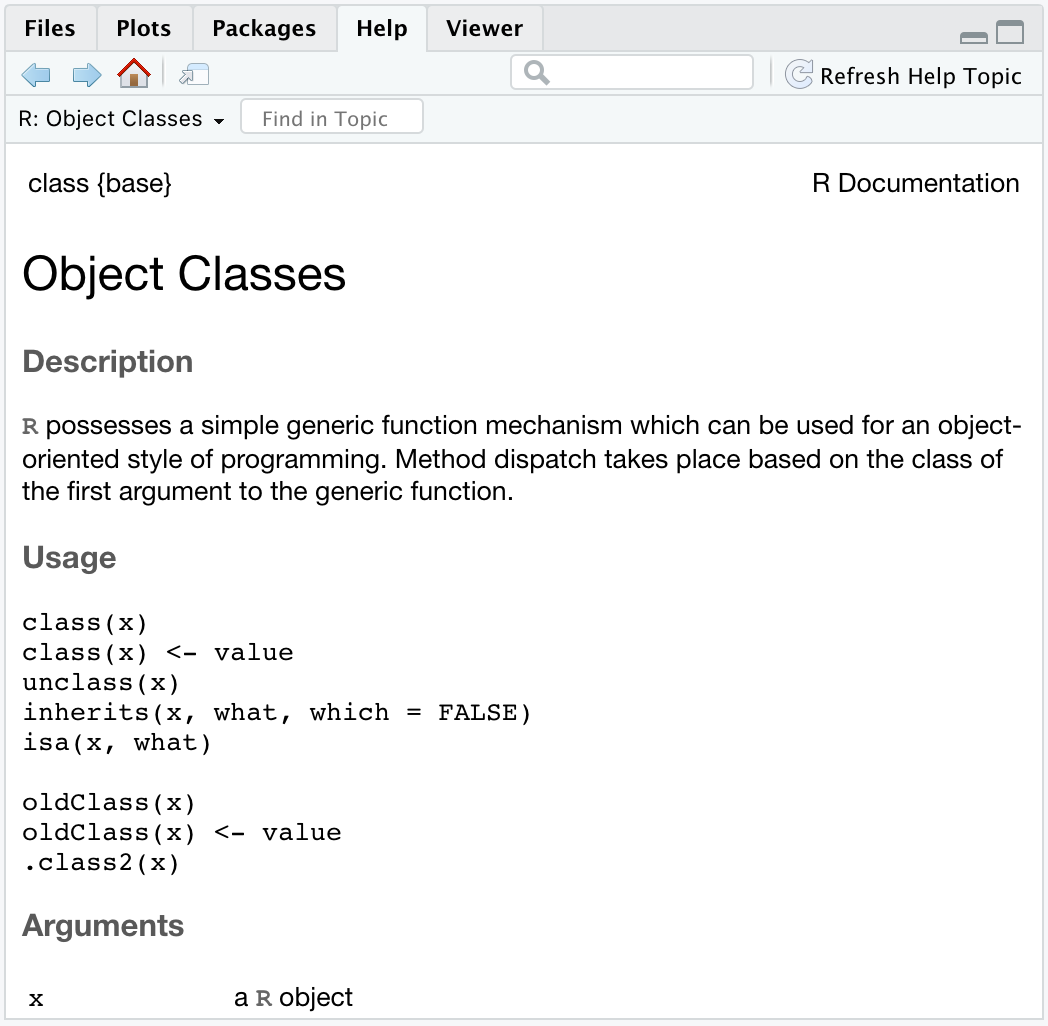 Files Plots Packages Help Viewer
Refresh Help Topic
R: Object Classes Find in Topic
class {base} R Documentation
Object Classes
Description
R possesses a simple generic function mechanism which can be used for an object-
oriented style of programming. Method dispatch takes place based on the class of
the first argument to the generic function.
Usage
class(x)
class(x) <- value
unclass(x)
inherits(x, what, which = FALSE)
isa(x, what)
oldClass(x)
oldClass(x) <- value
.class2(x)
Arguments
x a R object